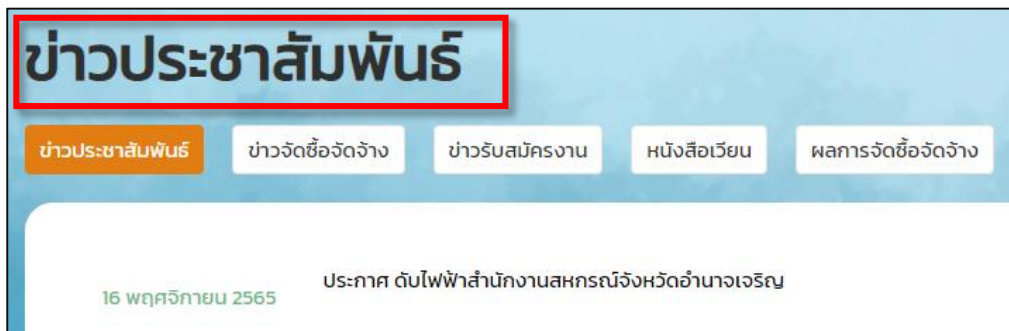 ข่าวประชาสัมพันธ์
ข่าวประชาสัมพันธ์ ข่าวจัดซื้อจัดจ้าง ข่าวรับสมัครงาน หนังสือเวียน ผลการจัดซื้อจัดจ้าง
ประกาศ ดับไฟฟ้าสำนักงานสหกรณ์จังหวัดอำนาจเจริญ
16 พฤศจิกายน 2565